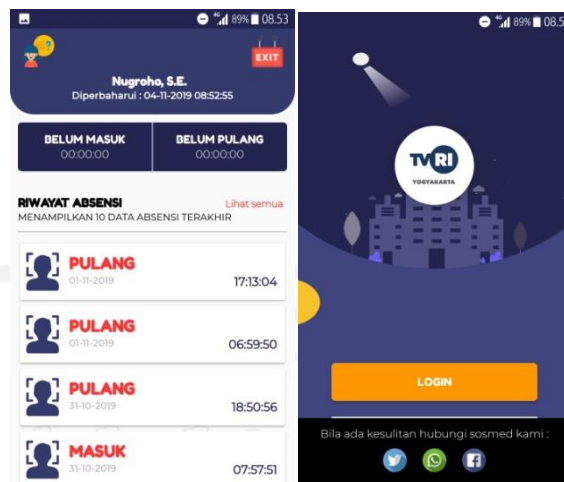 89% 08.53
?
EXIT
Nugroho, S.E.
Diperbaharui : 04-11-2019 08:52:55
BELUM MASUK
00:00:00
BELUM PULANG
00:00:00
RIWAYAT ABSENSI
Lihat semua
MENAMPILKAN 10 DATA ABSENSI TERAKHIR
PULANG
01-11-2019
17:13:04
PULANG
01-11-2019
06:59:50
PULANG
31-10-2019
18:50:56
MASUK
31-10-2019
07:57:51
89% 08.5
TVRI
YOGYAKARTA
LOGIN
Bila ada kesulitan hubungi sosmed kami :